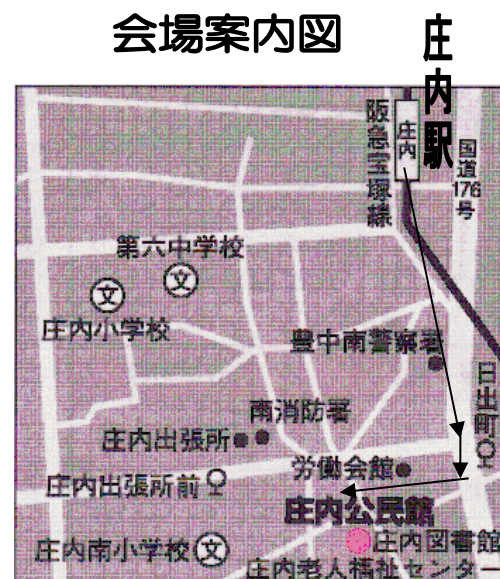 会場案内図
庄内駅
阪急宝塚線
庄内
国道176号
第六中学校
文
文
庄内小学校
豊中南警察署
日出町
南消防署
庄内出張所
労働会館
庄内出張所前
庄内公民館
庄内図書館
庄内南小学校
文
庄内老人福祉センター